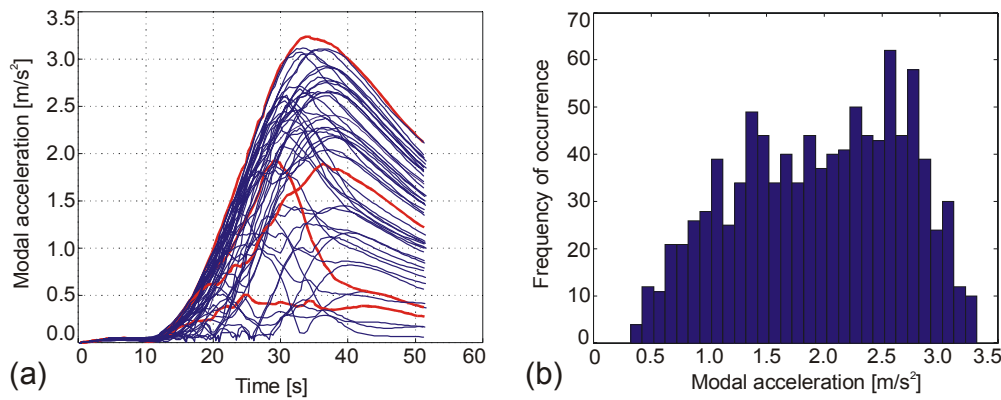 3.5
3.0
2.5
2.0
1.5
1.0
0.5
0.0
Modal acceleration [m/s²]
0 10 20 30 40 50 60
Time [s]
(a)
70
60
50
40
30
20
10
0
Frequency of occurrence
0 0.5 1.0 1.5 2.0 2.5 3.0 3.5
Modal acceleration [m/s²]
(b)